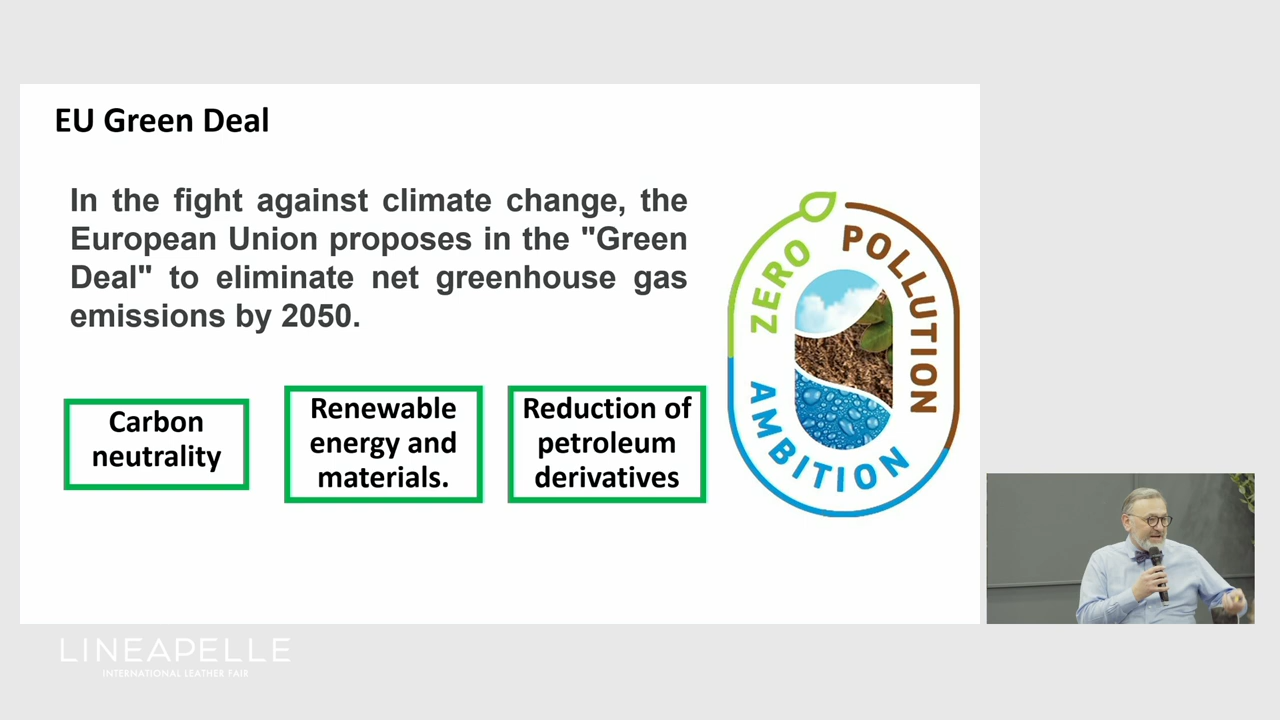 EU Green Deal
In the fight against climate change, the
European Union proposes in the "Green
Deal" to eliminate net greenhouse gas
emissions by 2050.
Carbon
neutrality
Renewable
energy and
materials.
Reduction of
petroleum
derivatives
ZERO
POLLUTION
AMBITION
LINEAPELLE
INTERNATIONAL LEATHER FAIR